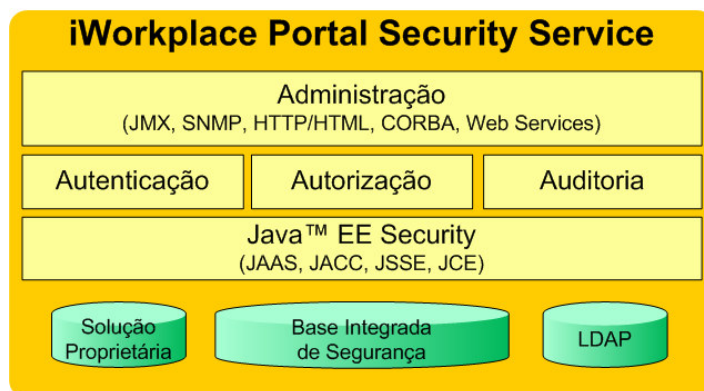 iWorkplace Portal Security Service
Administração
(JMX, SNMP, HTTP/HTML, CORBA, Web Services)
Autenticação
Autorização
Auditoria
Java™ EE Security
(JAAS, JACC, JSSE, JCE)
Solução
Proprietária
Base Integrada
de Segurança
LDAP